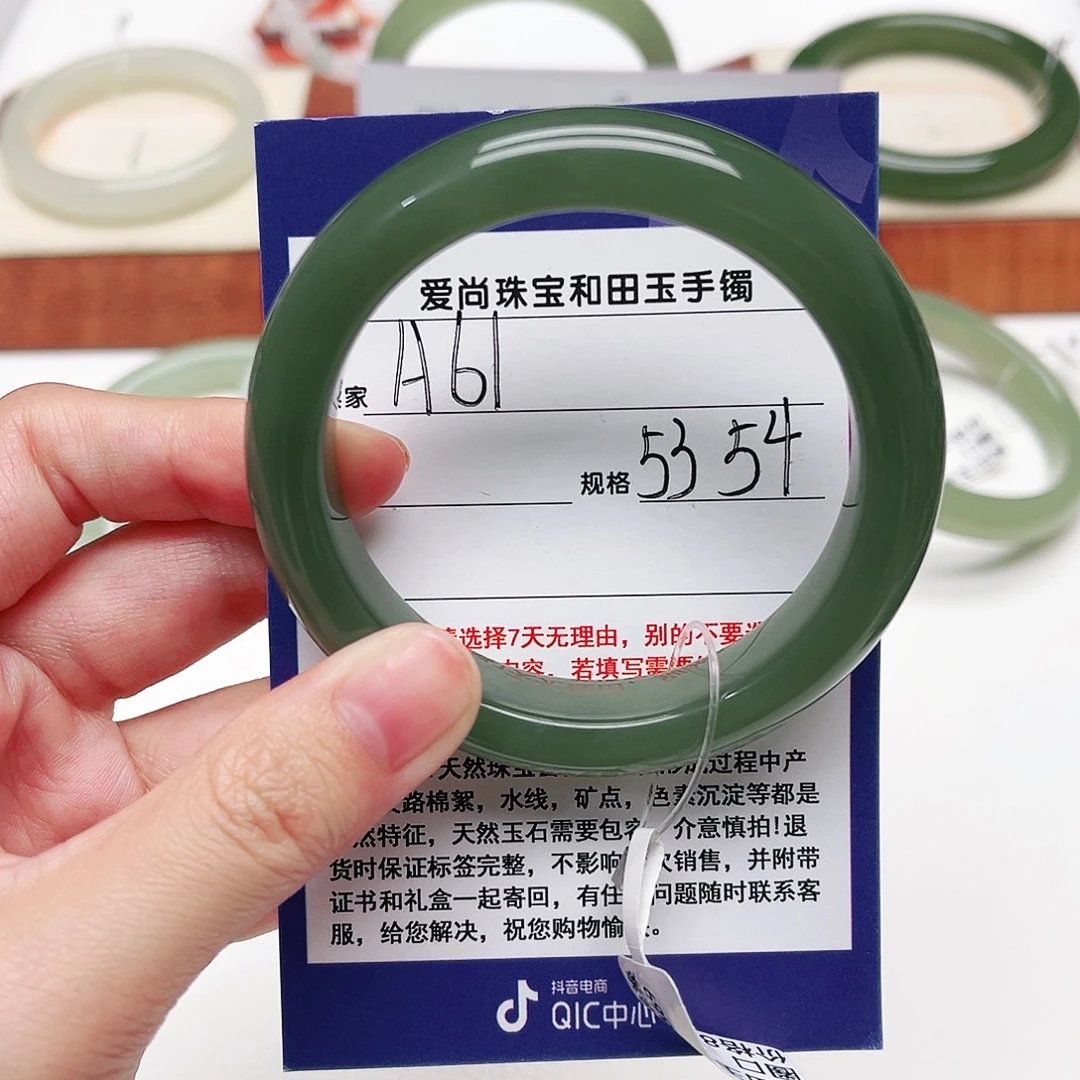 爱尚珠宝和田玉手镯
家 A61
规格 53 54
选择7天无理由，别的不要
内容。若填写需
天然珠宝 过程中产
路棉絮，水线，矿点，色素沉淀等都是
然特征，天然玉石需要包容 介意慎拍！退
货时保证标签完整，不影响 次销售，并附带
证书和礼盒一起寄回，有任 问题随时联系客
服，给您解决，祝您购物愉 。
抖音电商
QIC中心